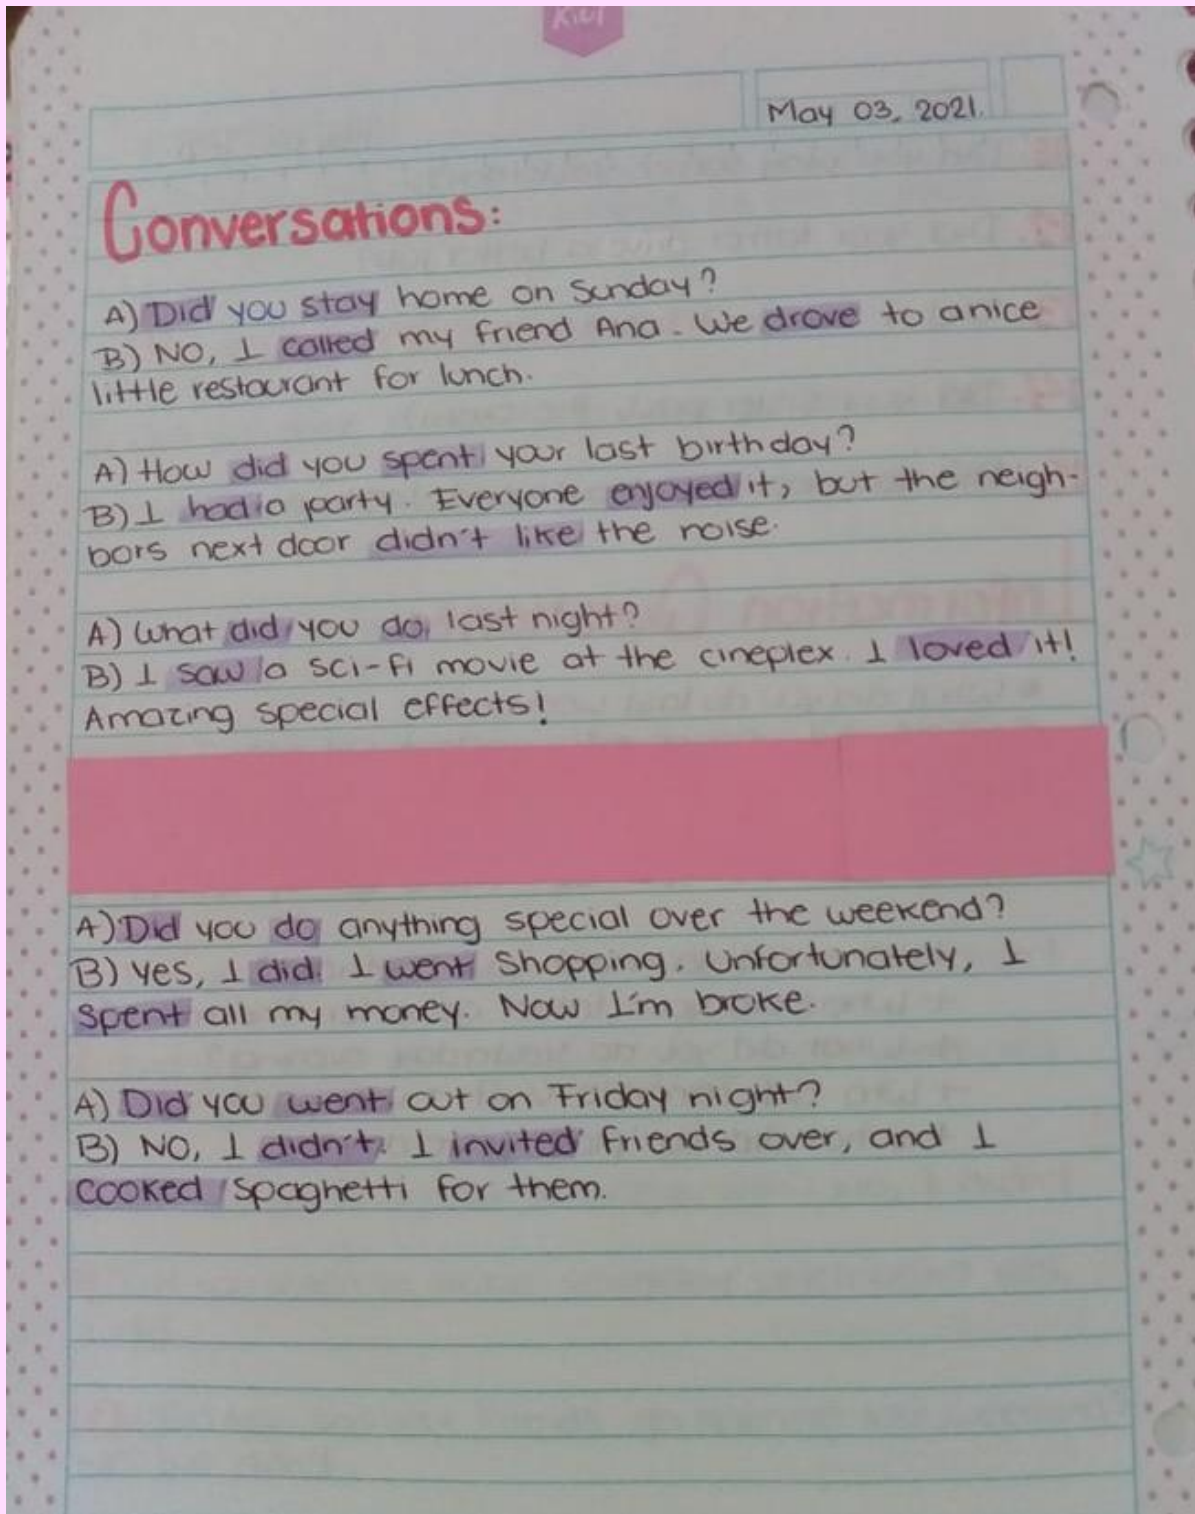 Kiut
May 03, 2021.
Conversations:
A) Did you stay home on Sunday?
B) No, I called my friend Ana. We drove to a nice
little restaurant for lunch.
A) How did you spent your last birthday?
B) I had a party. Everyone enjoyed it, but the neigh-
bors next door didn't like the noise.
A) What did you do last night?
B) I saw a sci-fi movie at the cineplex. I loved it!
Amazing special effects!
A) Did you do anything special over the weekend?
B) Yes, I did. I went shopping. Unfortunately, I
spent all my money. Now I'm broke.
A) Did you went out on Friday night?
B) No, I didn't. I invited friends over, and I
cooked spaghetti for them.